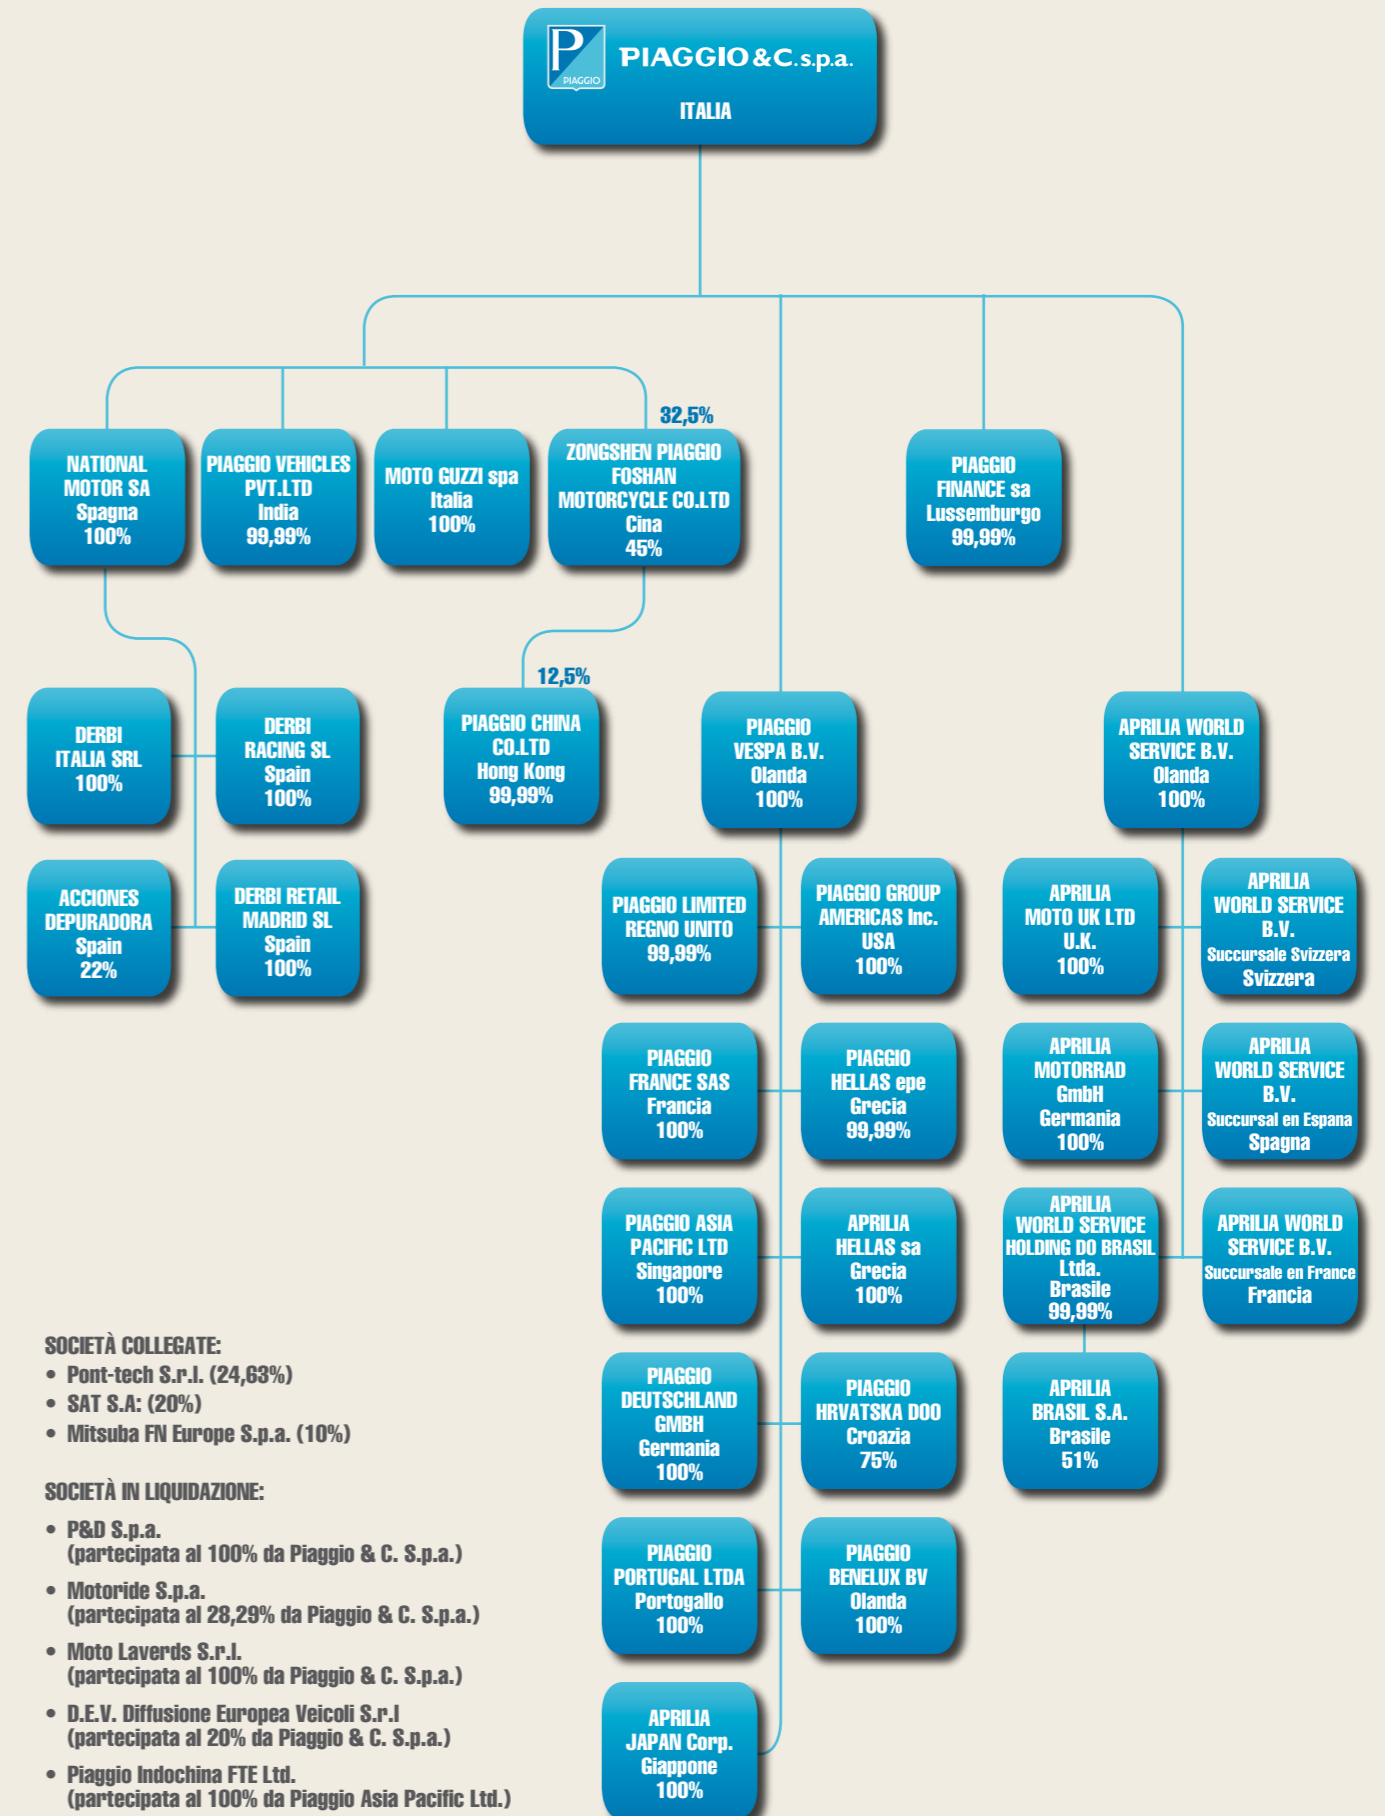 P
PIAGGIO
PIAGGIO & C. s.p.a.
ITALIA
32,5%
NATIONAL
MOTOR SA
Spagna
100%
PIAGGIO VEHICLES
PVT.LTD
India
99,99%
MOTO GUZZI spa
Italia
100%
ZONGSHEN PIAGGIO
FOSHAN
MOTORCYCLE CO.LTD
Cina
45%
PIAGGIO
FINANCE sa
Lussemburgo
99,99%
12,5%
DERBI
ITALIA SRL
100%
DERBI
RACING SL
Spain
100%
PIAGGIO CHINA
CO.LTD
Hong Kong
99,99%
PIAGGIO
VESPA B.V.
Olanda
100%
APRILIA WORLD
SERVICE B.V.
Olanda
100%
ACCIONES
DEPURADORA
Spain
22%
DERBI RETAIL
MADRID SL
Spain
100%
PIAGGIO LIMITED
REGNO UNITO
99,99%
PIAGGIO GROUP
AMERICAS Inc.
USA
100%
APRILIA
MOTO UK LTD
U.K.
100%
APRILIA
WORLD SERVICE
B.V.
Succursale Svizzera
Svizzera
PIAGGIO
FRANCE SAS
Francia
100%
PIAGGIO
HELLAS epe
Grecia
99,99%
APRILIA
MOTORRAD
GmbH
Germania
100%
APRILIA
WORLD SERVICE
B.V.
Succursal en Espana
Spagna
PIAGGIO ASIA
PACIFIC LTD
Singapore
100%
APRILIA
HELLAS sa
Grecia
100%
APRILIA
WORLD SERVICE
HOLDING DO BRASIL
Ltda.
Brasile
99,99%
APRILIA WORLD
SERVICE B.V.
Succursale en France
Francia
PIAGGIO
DEUTSCHLAND
GMBH
Germania
100%
PIAGGIO
HRVATSKA DOO
Croazia
75%
APRILIA
BRASIL S.A.
Brasile
51%
PIAGGIO
PORTUGAL LTDA
Portogallo
100%
PIAGGIO
BENELUX BV
Olanda
100%
APRILIA
JAPAN Corp.
Giappone
100%
SOCIETÀ COLLEGATE:
• Pont-tech S.r.l. (24,63%)
• SAT S.A: (20%)
• Mitsuba FN Europe S.p.a. (10%)
SOCIETÀ IN LIQUIDAZIONE:
• P&D S.p.a.
(partecipata al 100% da Piaggio & C. S.p.a.)
• Motoride S.p.a.
(partecipata al 28,29% da Piaggio & C. S.p.a.)
• Moto Laverds S.r.l.
(partecipata al 100% da Piaggio & C. S.p.a.)
• D.E.V. Diffusione Europea Veicoli S.r.l
(partecipata al 20% da Piaggio & C. S.p.a.)
• Piaggio Indochina FTE Ltd.
(partecipata al 100% da Piaggio Asia Pacific Ltd.)